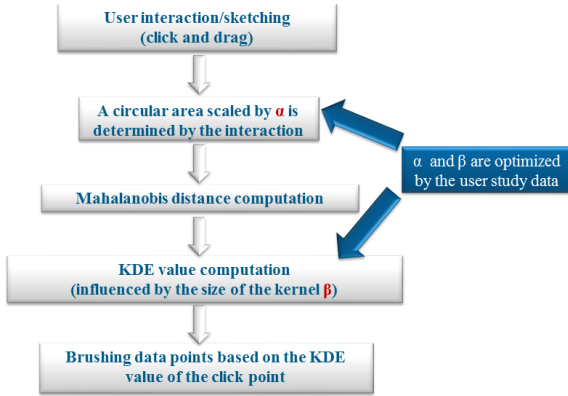 User interaction/sketching
(click and drag)
A circular area scaled by α is
determined by the interaction
α and β are optimized
by the user study data
Mahalanobis distance computation
KDE value computation
(influenced by the size of the kernel β)
Brushing data points based on the KDE
value of the click point